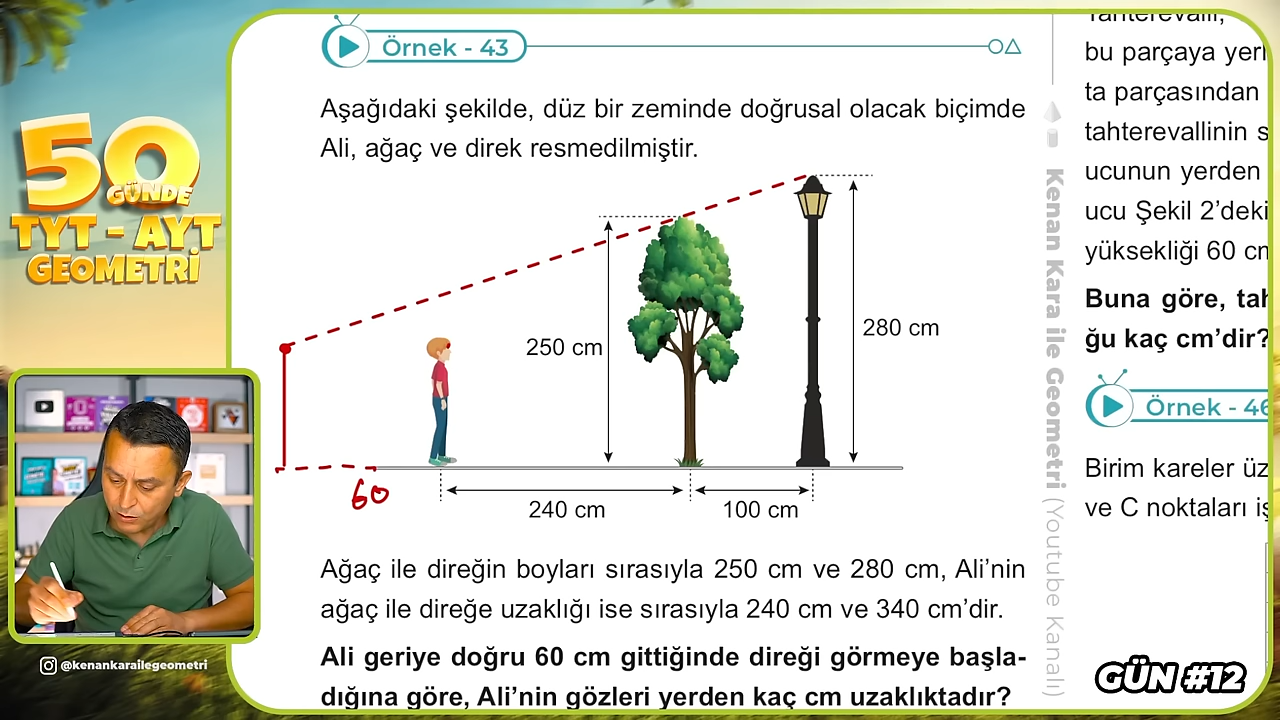 50
GÜNDE
TYT - AYT
GEOMETRİ
@kenankarailegeometri
Örnek - 43
Aşağıdaki şekilde, düz bir zeminde doğrusal olacak biçimde
Ali, ağaç ve direk resmedilmiştir.
250 cm
280 cm
60
240 cm
100 cm
Ağaç ile direğin boyları sırasıyla 250 cm ve 280 cm, Ali’nin
ağaç ile direğe uzaklığı ise sırasıyla 240 cm ve 340 cm’dir.
Ali geriye doğru 60 cm gittiğinde direği görmeye başla-
dığına göre, Ali’nin gözleri yerden kaç cm uzaklıktadır?
Kenan Kara ile Geometri (Youtube Kanalı)
Tahterevalli,
bu parçaya yerl
ta parçasından
tahterevallinin s
ucunun yerden
ucu Şekil 2’deki
yüksekliği 60 cm
Buna göre, tah
ğu kaç cm’dir?
Örnek - 46
Birim kareler üz
ve C noktaları iş
GÜN #12